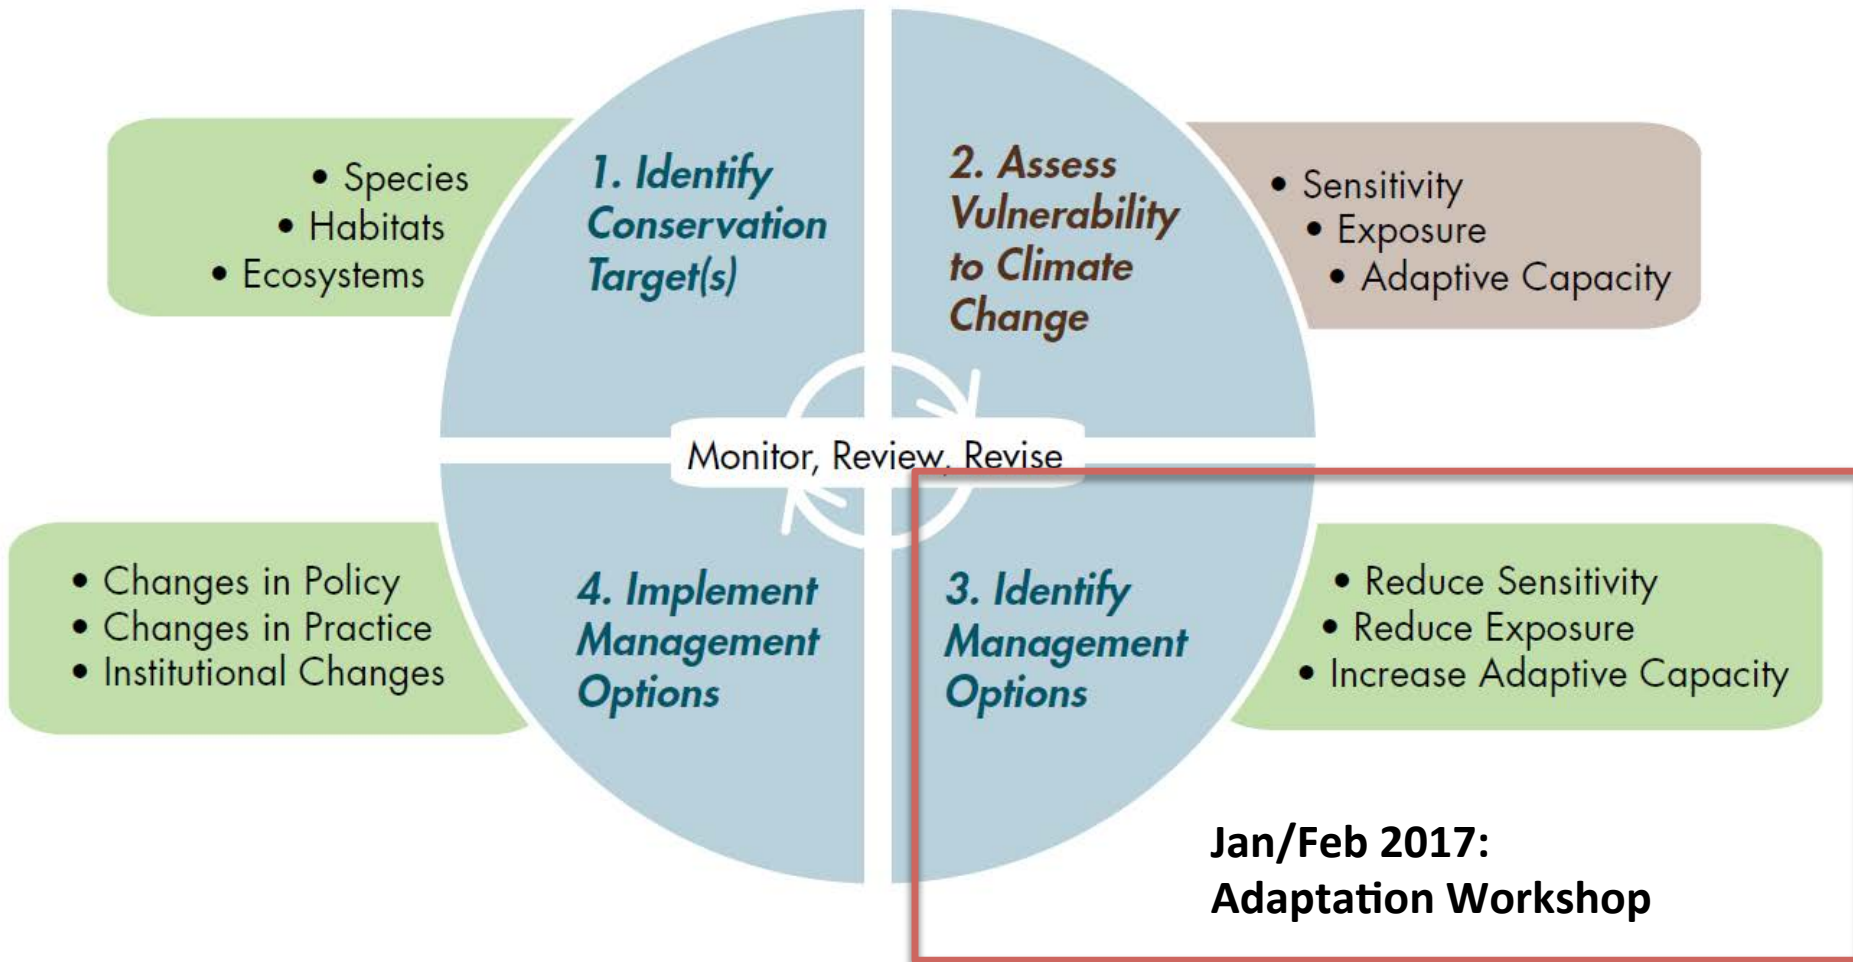 • Species
• Habitats
• Ecosystems
1. Identify
Conservation
Target(s)
2. Assess
Vulnerability
to Climate
Change
• Sensitivity
• Exposure
• Adaptive Capacity
Monitor, Review, Revise
• Changes in Policy
• Changes in Practice
• Institutional Changes
4. Implement
Management
Options
3. Identify
Management
Options
• Reduce Sensitivity
• Reduce Exposure
• Increase Adaptive Capacity
Jan/Feb 2017:
Adaptation Workshop